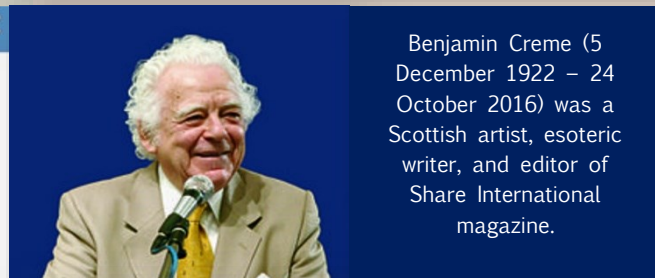 Benjamin Creme (5
December 1922 – 24
October 2016) was a
Scottish artist, esoteric
writer, and editor of
Share International
magazine.